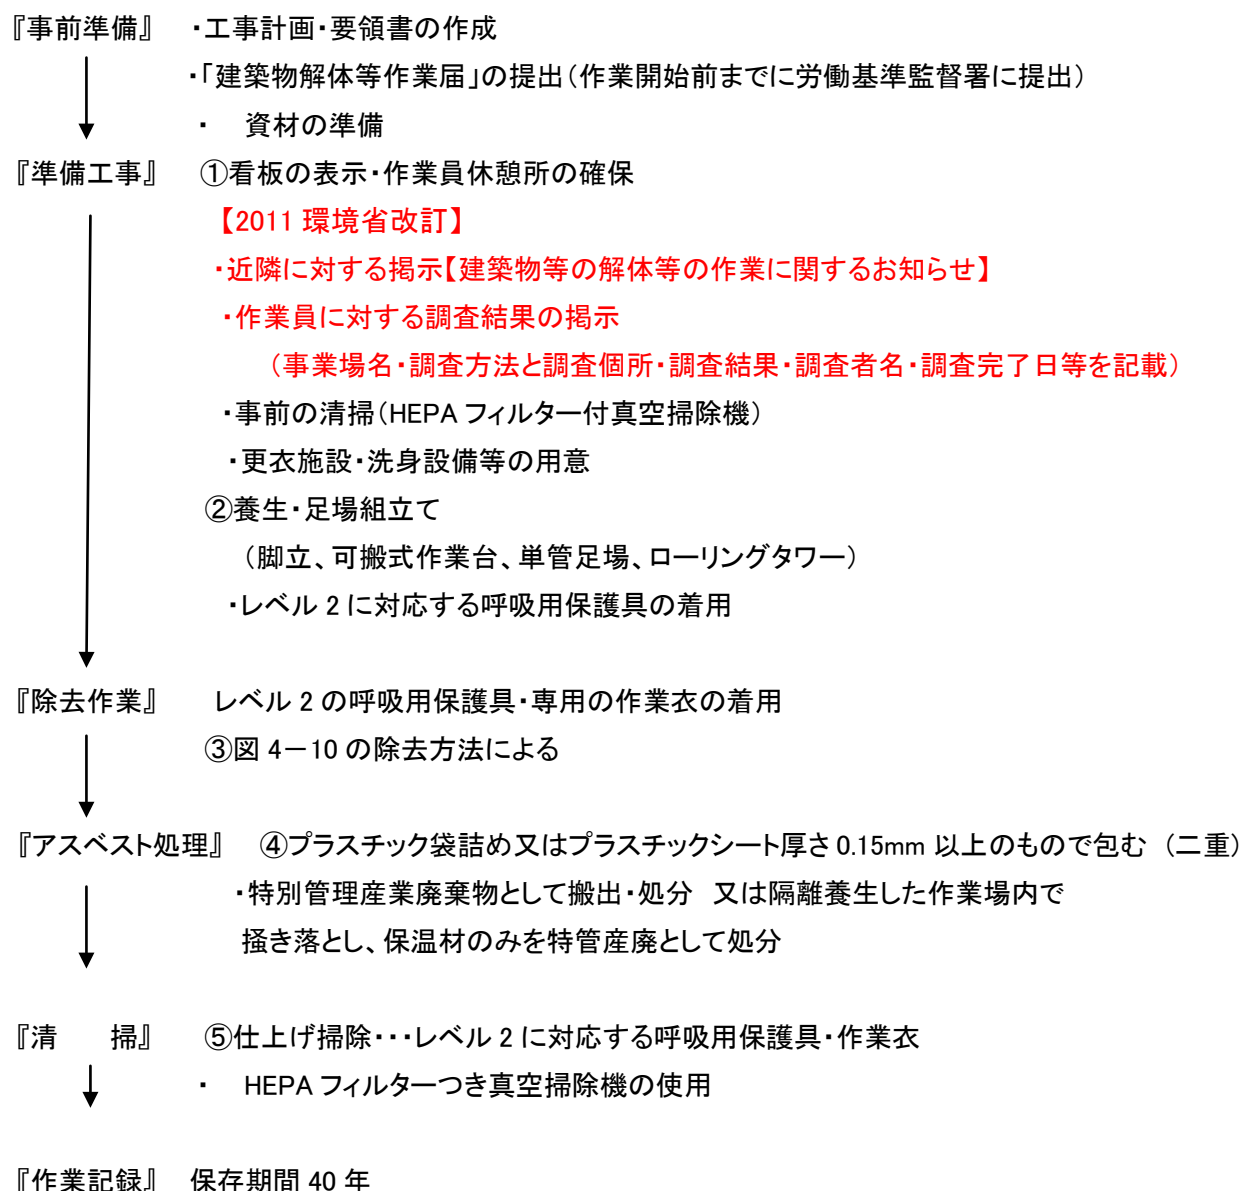 『事前準備』 ・工事計画・要領書の作成
・「建築物解体等作業届」の提出（作業開始前までに労働基準監督署に提出）
・ 資材の準備
『準備工事』 ①看板の表示・作業員休憩所の確保
【2011 環境省改訂】
・近隣に対する掲示【建築物等の解体等の作業に関するお知らせ】
・作業員に対する調査結果の掲示
（事業場名・調査方法と調査個所・調査結果・調査者名・調査完了日等を記載）
・事前の清掃（HEPA フィルター付真空掃除機）
・更衣施設・洗身設備等の用意
②養生・足場組立て
（脚立、可搬式作業台、単管足場、ローリングタワー）
・レベル 2 に対応する呼吸用保護具の着用
『除去作業』 レベル 2 の呼吸用保護具・専用の作業衣の着用
③図 4－10 の除去方法による
『アスベスト処理』 ④プラスチック袋詰め又はプラスチックシート厚さ 0.15mm 以上のもので包む （二重）
・特別管理産業廃棄物として搬出・処分 又は隔離養生した作業場内で
掻き落とし、保温材のみを特管産廃として処分
『清 掃』 ⑤仕上げ掃除・・・レベル 2 に対応する呼吸用保護具・作業衣
・ HEPA フィルターつき真空掃除機の使用
『作業記録』 保存期間 40 年